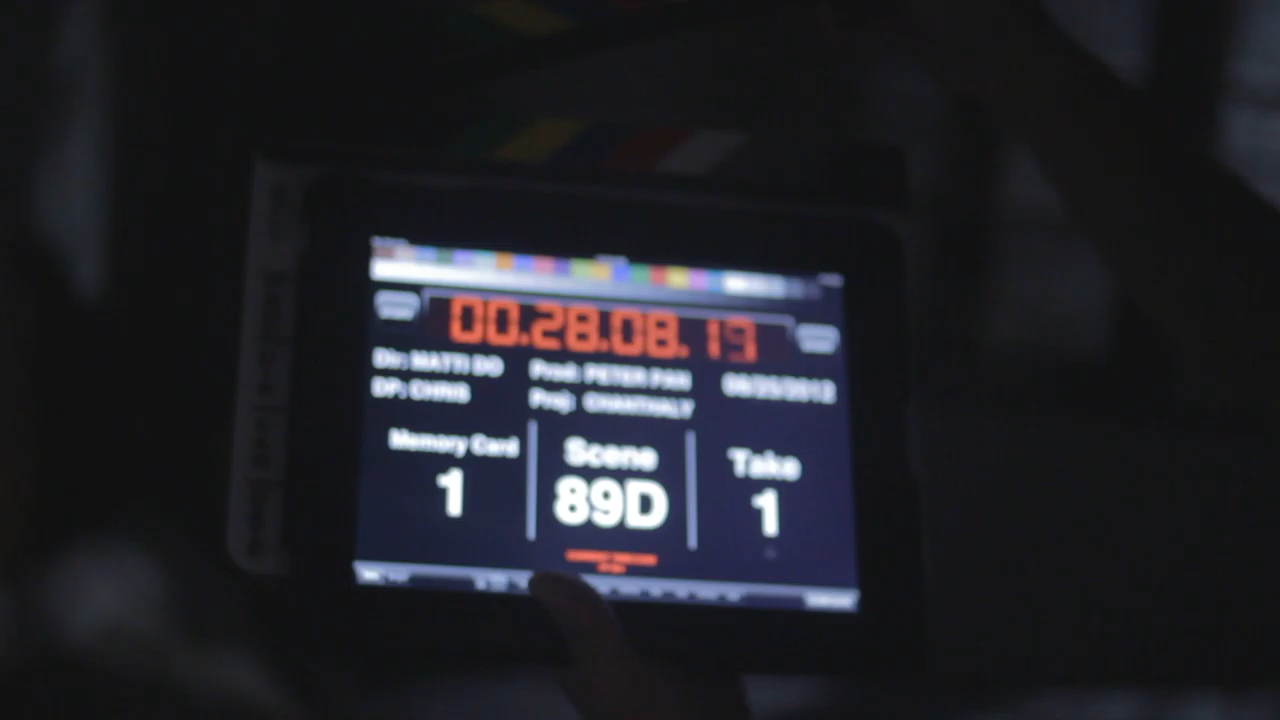 00.28.08.19
Dir: MATTI DO
Prod: PETER PAN
08/25/2012
DP: CHRIS
Proj: CHANTHALY
Memory Card
Scene
Take
1
89D
1